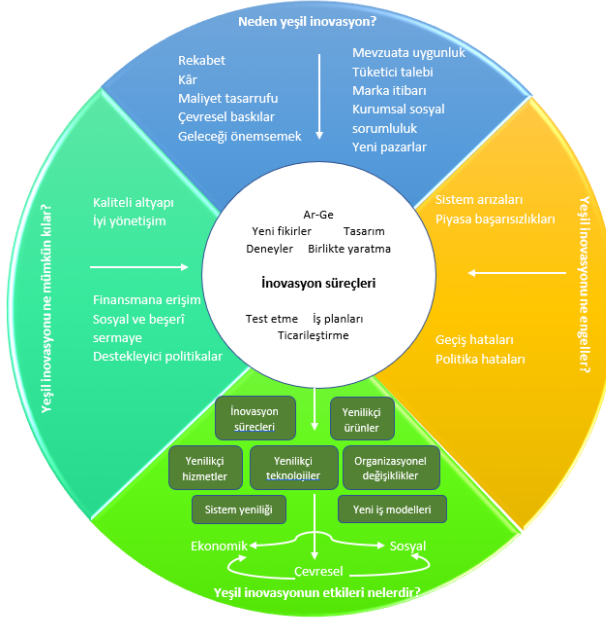 Neden yeşil inovasyon?
Rekabet
Kâr
Maliyet tasarrufu
Çevresel baskılar
Geleceği önemsemek
Mevzuata uygunluk
Tüketici talebi
Marka itibarı
Kurumsal sosyal
sorumluluk
Yeni pazarlar
Yeşil inovasyonu ne mümkün kılar?
Kaliteli altyapı
İyi yönetişim
Finansmana erişim
Sosyal ve beşerî
sermaye
Destekleyici politikalar
Ar-Ge
Yeni fikirler Tasarım
Deneyler Birlikte yaratma
İnovasyon süreçleri
Test etme İş planları
Ticarileştirme
Sistem arızaları
Piyasa başarısızlıkları
Geçiş hataları
Politika hataları
Yeşil inovasyonu ne engeller?
İnovasyon
süreçleri
Yenilikçi
ürünler
Yenilikçi
hizmetler
Yenilikçi
teknolojiler
Organizasyonel
değişiklikler
Sistem yeniliği
Yeni iş modelleri
Ekonomik
Sosyal
Çevresel
Yeşil inovasyonun etkileri nelerdir?